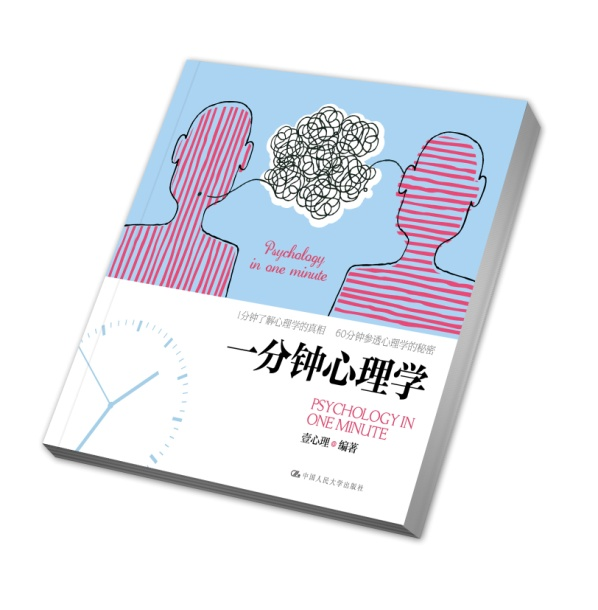 Psychology
in one minute
1分钟了解心理学的真相 60分钟参透心理学的秘密
一分钟心理学
PSYCHOLOGY IN
ONE MINUTE
壹心理 编著
中国人民大学出版社